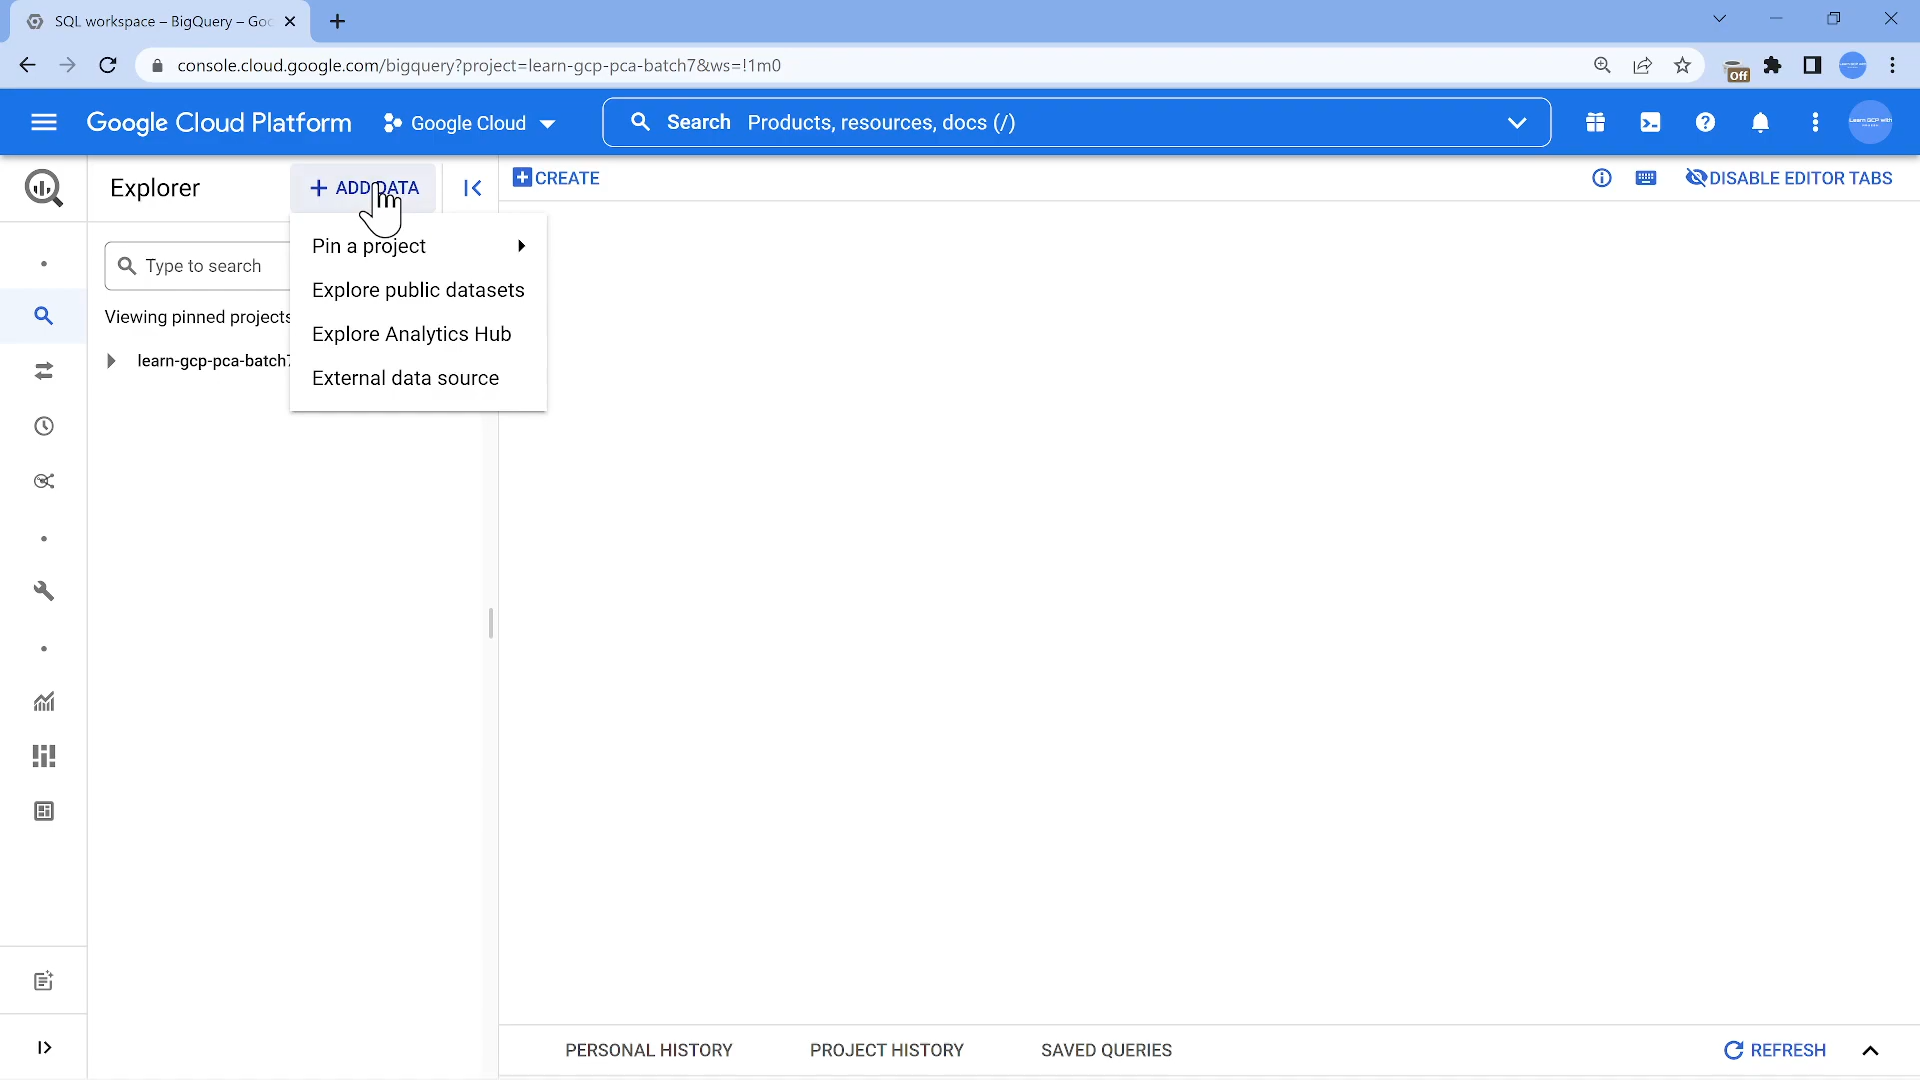 SQL workspace – BigQuery – Goo
console.cloud.google.com/bigquery?project=learn-gcp-pca-batch7&ws=!1m0
Off
Google Cloud Platform
Google Cloud
Search Products, resources, docs (/)
Learn GCP with
Explorer
+ ADD DATA
CREATE
DISABLE EDITOR TABS
Pin a project
Type to search
Explore public datasets
Viewing pinned projects
Explore Analytics Hub
learn-gcp-pca-batch7
External data source
PERSONAL HISTORY
PROJECT HISTORY
SAVED QUERIES
REFRESH